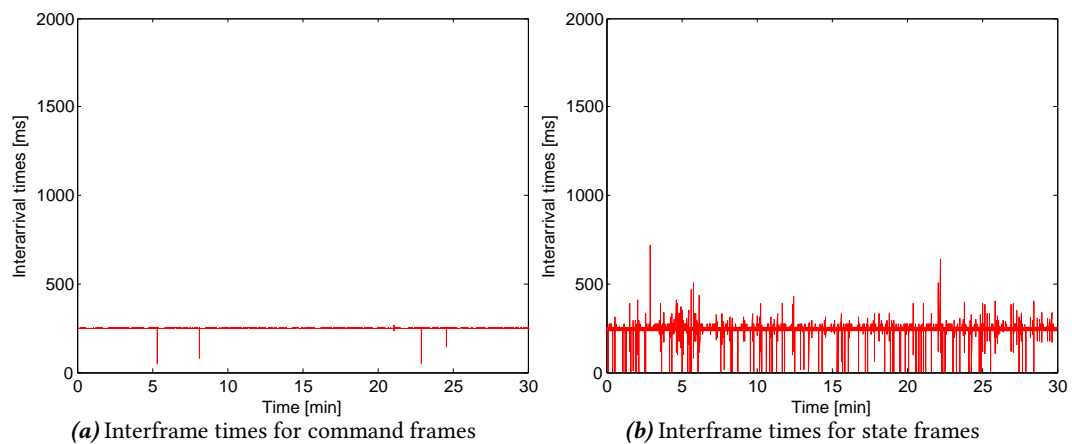 2000
1500
1000
500
0
Interarrival times [ms]
0 5 10 15 20 25 30
Time [min]
(a) Interframe times for command frames
2000
1500
1000
500
0
Interarrival times [ms]
0 5 10 15 20 25 30
Time [min]
(b) Interframe times for state frames